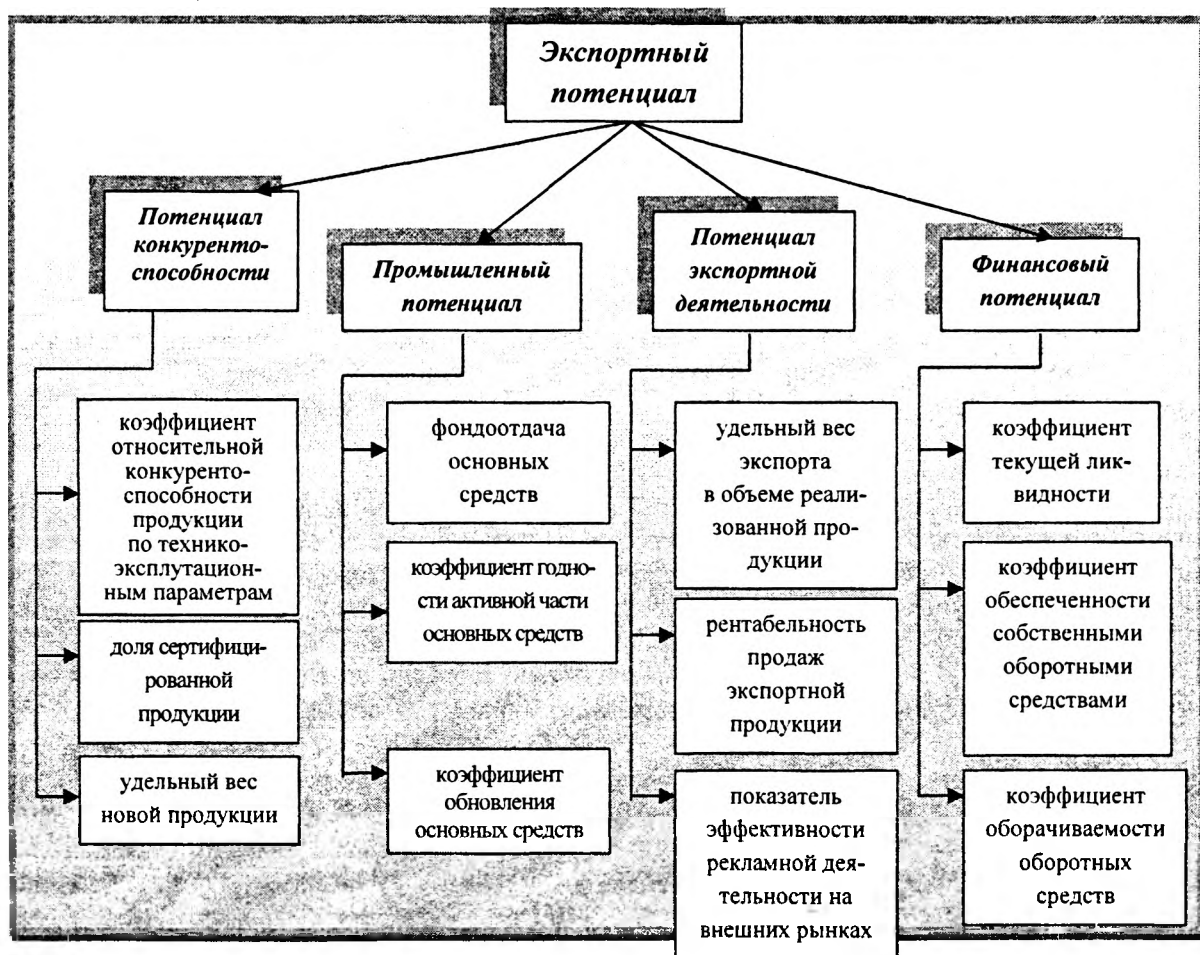 Экспортный
потенциал
Потенциал
конкуренто-
способности
Промышленный
потенциал
Потенциал
экспортной
деятельности
Финансовый
потенциал
коэффициент
относительной
конкуренто-
способности
продукции
по технико-
эксплутацион-
ным параметрам
доля сертифици-
рованной
продукции
удельный вес
новой продукции
фондоотдача
основных
средств
коэффициент годно-
сти активной части
основных средств
коэффициент
обновления
основных средств
удельный вес
экспорта
в объеме реали-
зованной про-
дукции
рентабельность
продаж
экспортной
продукции
показатель
эффективности
рекламной дея-
тельности на
внешних рынках
коэффициент
текущей лик-
видности
коэффициент
обеспеченности
собственными
оборотными
средствами
коэффициент
оборачиваемости
оборотных
средств